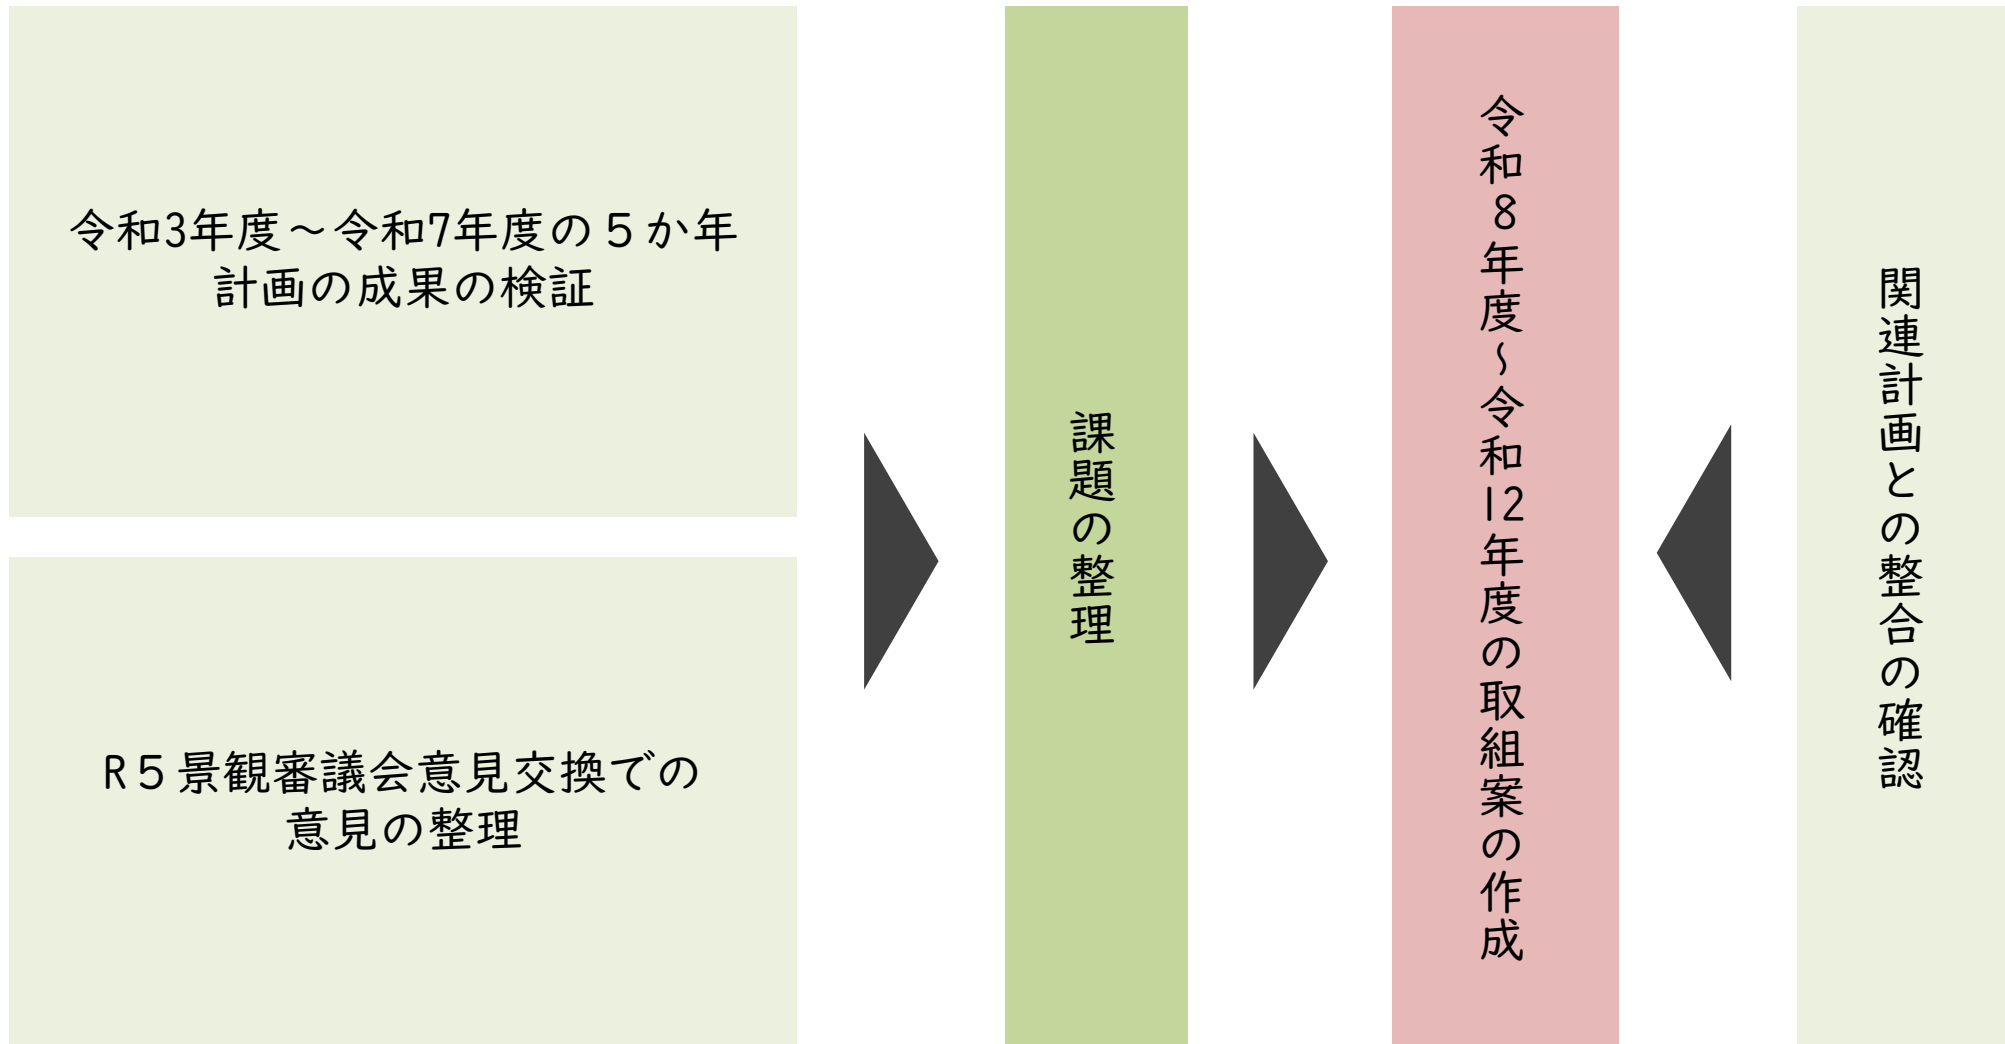 令和3年度～令和7年度の５か年
計画の成果の検証
R５景観審議会意見交換での
意見の整理
課題の整理
令和８年度～令和12年度の取組案の作成
関連計画との整合の確認